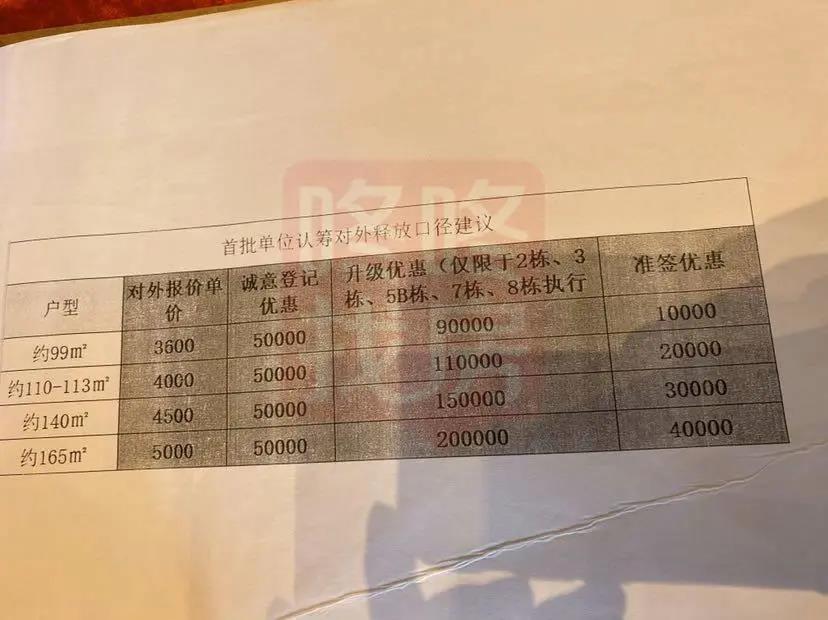 首批单位认筹对外释放口径建议
户型 对外报价单价 诚意登记优惠 升级优惠（仅限于2栋、3栋、5B栋、7栋、8栋执行 准签优惠
约99㎡ 3600 50000 90000 10000
约110-113㎡ 4000 50000 110000 20000
约140㎡ 4500 50000 150000 30000
约165㎡ 5000 50000 200000 40000